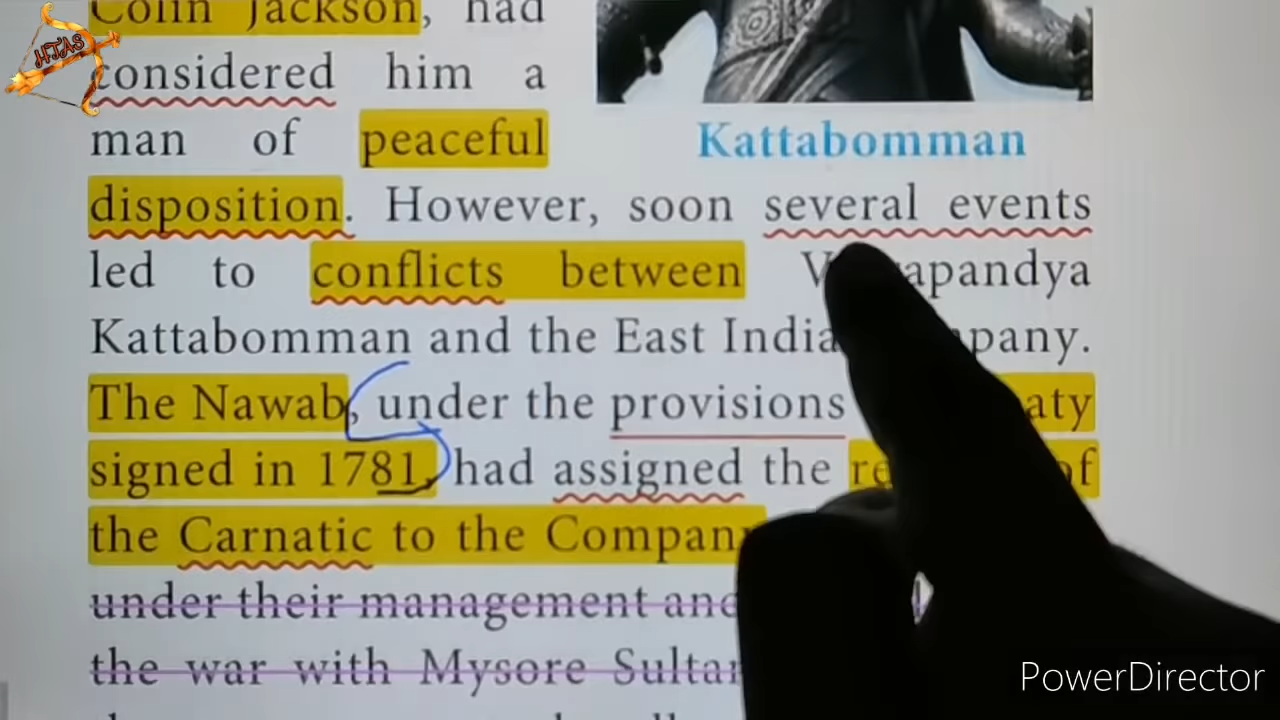 Colin Jackson, had
considered him a
man of peaceful
disposition. However, soon several events
led to conflicts between
Kattabomman and the East India
The Nawab, under the provisions
signed in 1781, had assigned the
the Carnatic to the Company
under their management and
the war with Mysore Sultan
Kattabomman
HTAS
PowerDirector